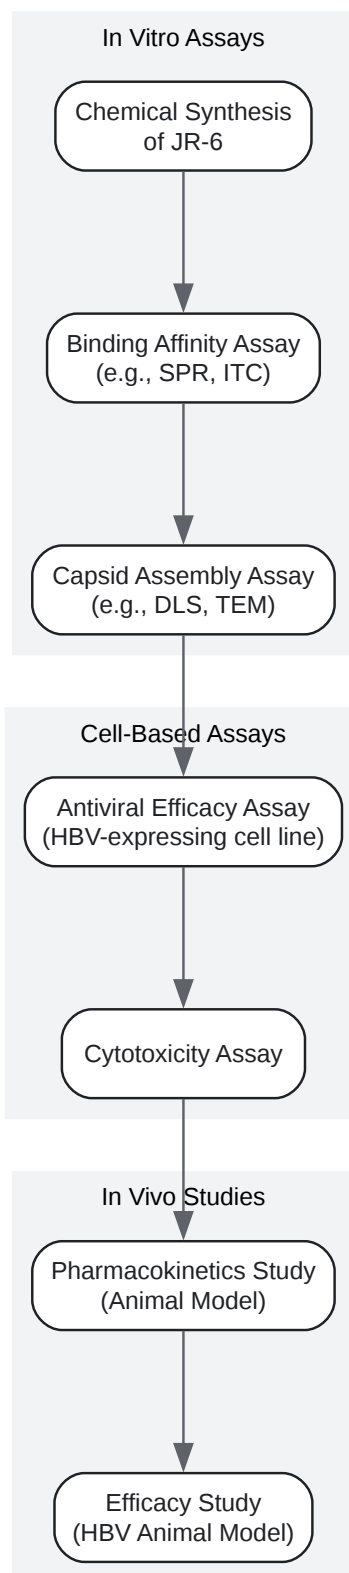 In Vitro Assays
Chemical Synthesis
of JR-6
Binding Affinity Assay
(e.g., SPR, ITC)
Capsid Assembly Assay
(e.g., DLS, TEM)
Cell-Based Assays
Antiviral Efficacy Assay
(HBV-expressing cell line)
Cytotoxicity Assay
In Vivo Studies
Pharmacokinetics Study
(Animal Model)
Efficacy Study
(HBV Animal Model)